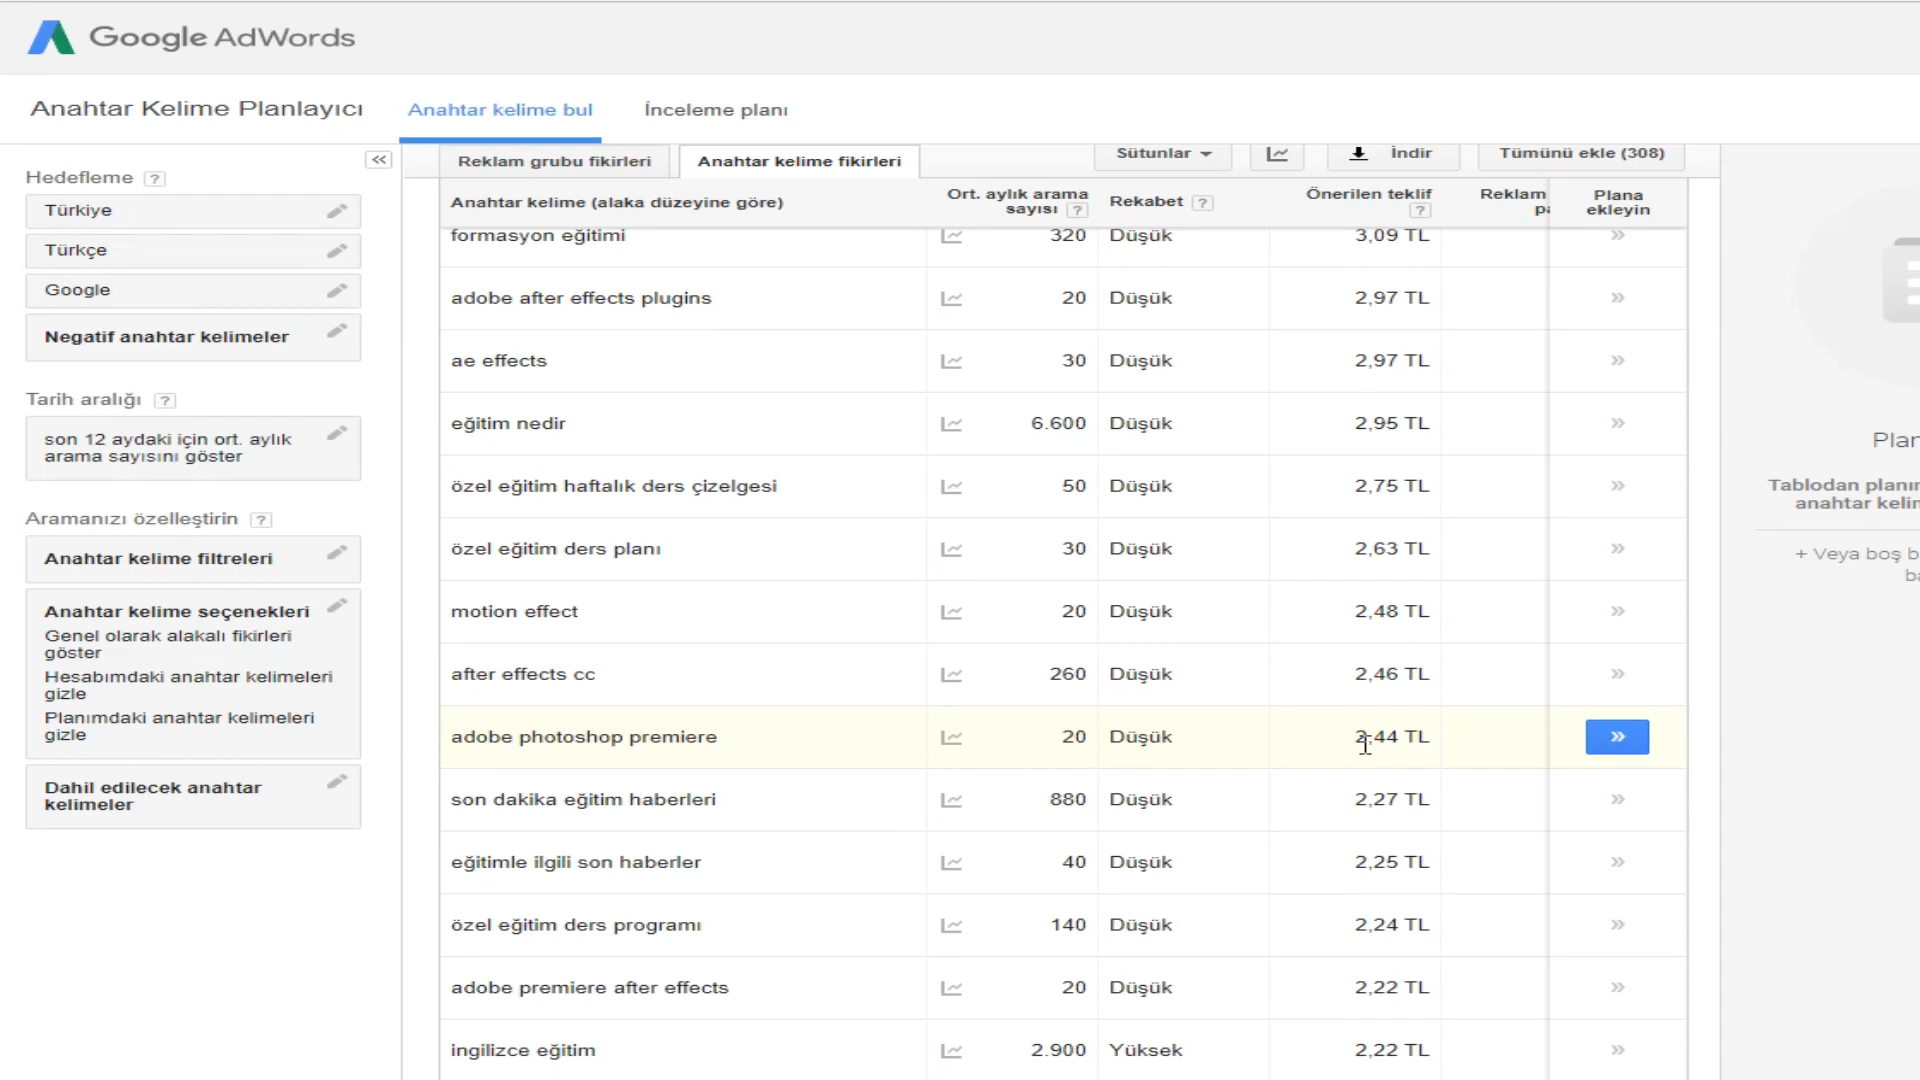 Google AdWords
Anahtar Kelime Planlayıcı
Anahtar kelime bul
İnceleme planı
Hedefleme ?
Türkiye
Türkçe
Google
Negatif anahtar kelimeler
Tarih aralığı ?
son 12 aydaki için ort. aylık
arama sayısını göster
Aramanızı özelleştirin ?
Anahtar kelime filtreleri
Anahtar kelime seçenekleri
Genel olarak alakalı fikirleri
göster
Hesabımdaki anahtar kelimeleri
gizle
Planımdaki anahtar kelimeleri
gizle
Dahil edilecek anahtar
kelimeler
«
Reklam grubu fikirleri
Anahtar kelime fikirleri
Sütunlar
İndir
Tümünü ekle (308)
Anahtar kelime (alaka düzeyine göre)
Ort. aylık arama
sayısı ?
Rekabet ?
Önerilen teklif
?
Reklam
Plana
ekleyin
formasyon eğitimi 320 Düşük 3,09 TL »
adobe after effects plugins 20 Düşük 2,97 TL »
ae effects 30 Düşük 2,97 TL »
eğitim nedir 6.600 Düşük 2,95 TL »
özel eğitim haftalık ders çizelgesi 50 Düşük 2,75 TL »
özel eğitim ders planı 30 Düşük 2,63 TL »
motion effect 20 Düşük 2,48 TL »
after effects cc 260 Düşük 2,46 TL »
adobe photoshop premiere 20 Düşük 2,44 TL »
son dakika eğitim haberleri 880 Düşük 2,27 TL »
eğitimle ilgili son haberler 40 Düşük 2,25 TL »
özel eğitim ders programı 140 Düşük 2,24 TL »
adobe premiere after effects 20 Düşük 2,22 TL »
ingilizce eğitim 2.900 Yüksek 2,22 TL »
Tablodan
anahtar
+ Veya boş